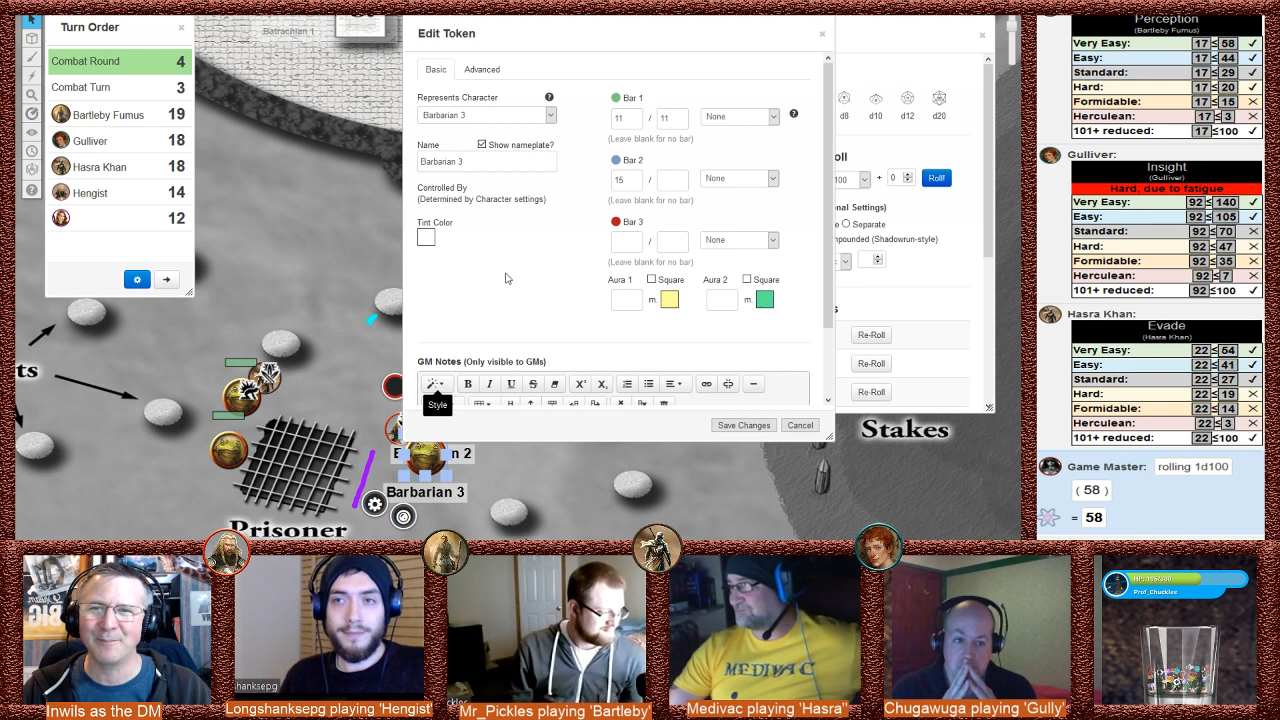 Turn Order
Combat Round 4
Combat Turn 3
Bartleby Fumus 19
Gulliver 18
Hasra Khan 18
Hengist 14
12
Batrachian 1
ts
Prisoner
Stakes
n 2
Barbarian 3
Edit Token
Basic
Advanced
Represents Character
Barbarian 3
Name
Show nameplate?
Barbarian 3
Controlled By
(Determined by Character settings)
Tint Color
Bar 1
11 / 11 None
(Leave blank for no bar)
Bar 2
15 / None
(Leave blank for no bar)
Bar 3
/ None
(Leave blank for no bar)
Aura 1 Square Aura 2 Square
m. m.
GM Notes (Only visible to GMs)
B I U S
Style
Save Changes Cancel
d8 d10 d12 d20
oll
100 + 0 Roll!
nal Settings)
e Separate
npounded (Shadowrun-style)
s
Re-Roll
Re-Roll
Re-Roll
Perception
(Bartleby Fumus)
Very Easy: 17≤58 ✓
Easy: 17≤44 ✓
Standard: 17≤29 ✓
Hard: 17≤20 ✓
Formidable: 17≤15 ✕
Herculean: 17≤3 ✕
101+ reduced: 17≤100 ✓
Gulliver:
Insight
(Gulliver)
Hard, due to fatigue
Very Easy: 92≤140 ✓
Easy: 92≤105 ✓
Standard: 92≤70 ✕
Hard: 92≤47 ✕
Formidable: 92≤35 ✕
Herculean: 92≤7 ✕
101+ reduced: 92≤100 ✓
Hasra Khan:
Evade
(Hasra Khan)
Very Easy: 22≤54 ✓
Easy: 22≤41 ✓
Standard: 22≤27 ✓
Hard: 22≤19 ✕
Formidable: 22≤14 ✕
Herculean: 22≤3 ✕
101+ reduced: 22≤100 ✓
Game Master: rolling 1d100
( 58 )
= 58
hanksepg
MEDIVAC
Prof_Chuckles
Inwils as the DM
Longshanksepg playing 'Hengist'
Mr_Pickles playing 'Bartleby'
Medivac playing 'Hasra"
Chugawuga playing 'Gully'